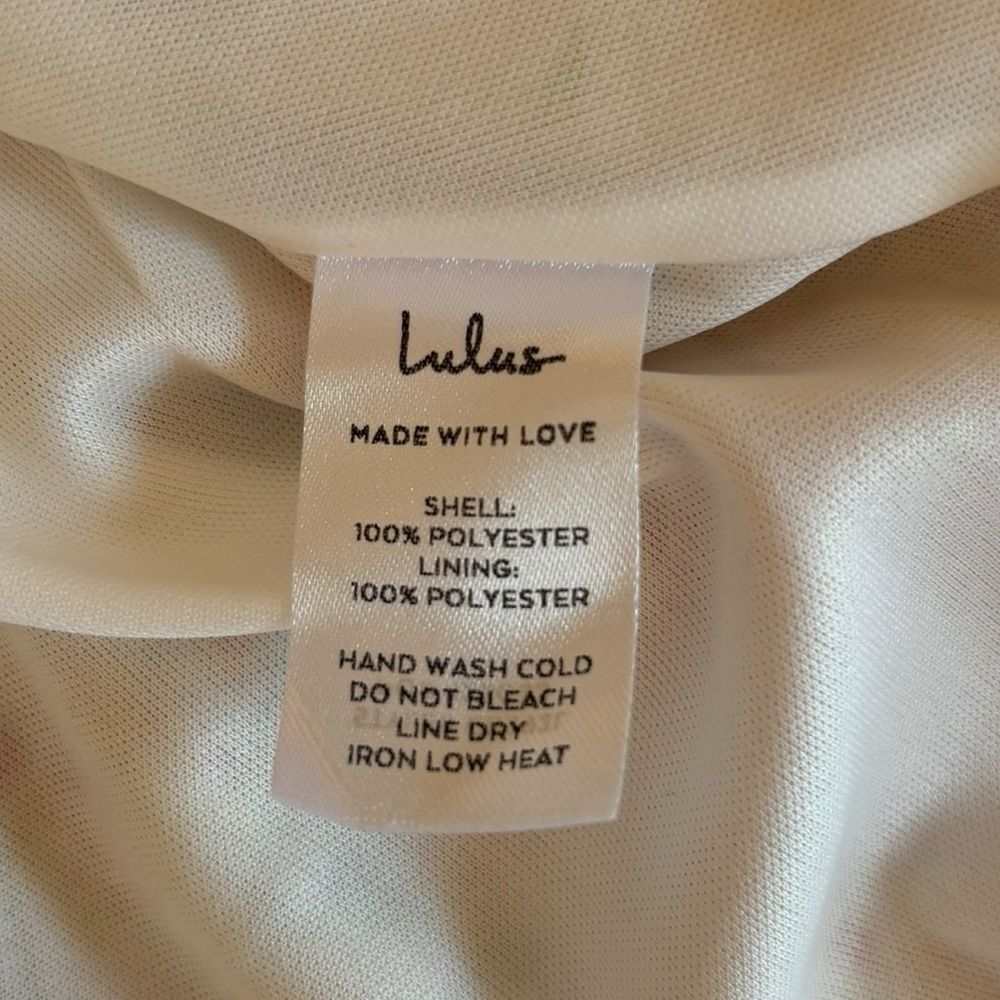 Lulus
MADE WITH LOVE
SHELL:
100% POLYESTER
LINING:
100% POLYESTER
HAND WASH COLD
DO NOT BLEACH
LINE DRY
IRON LOW HEAT